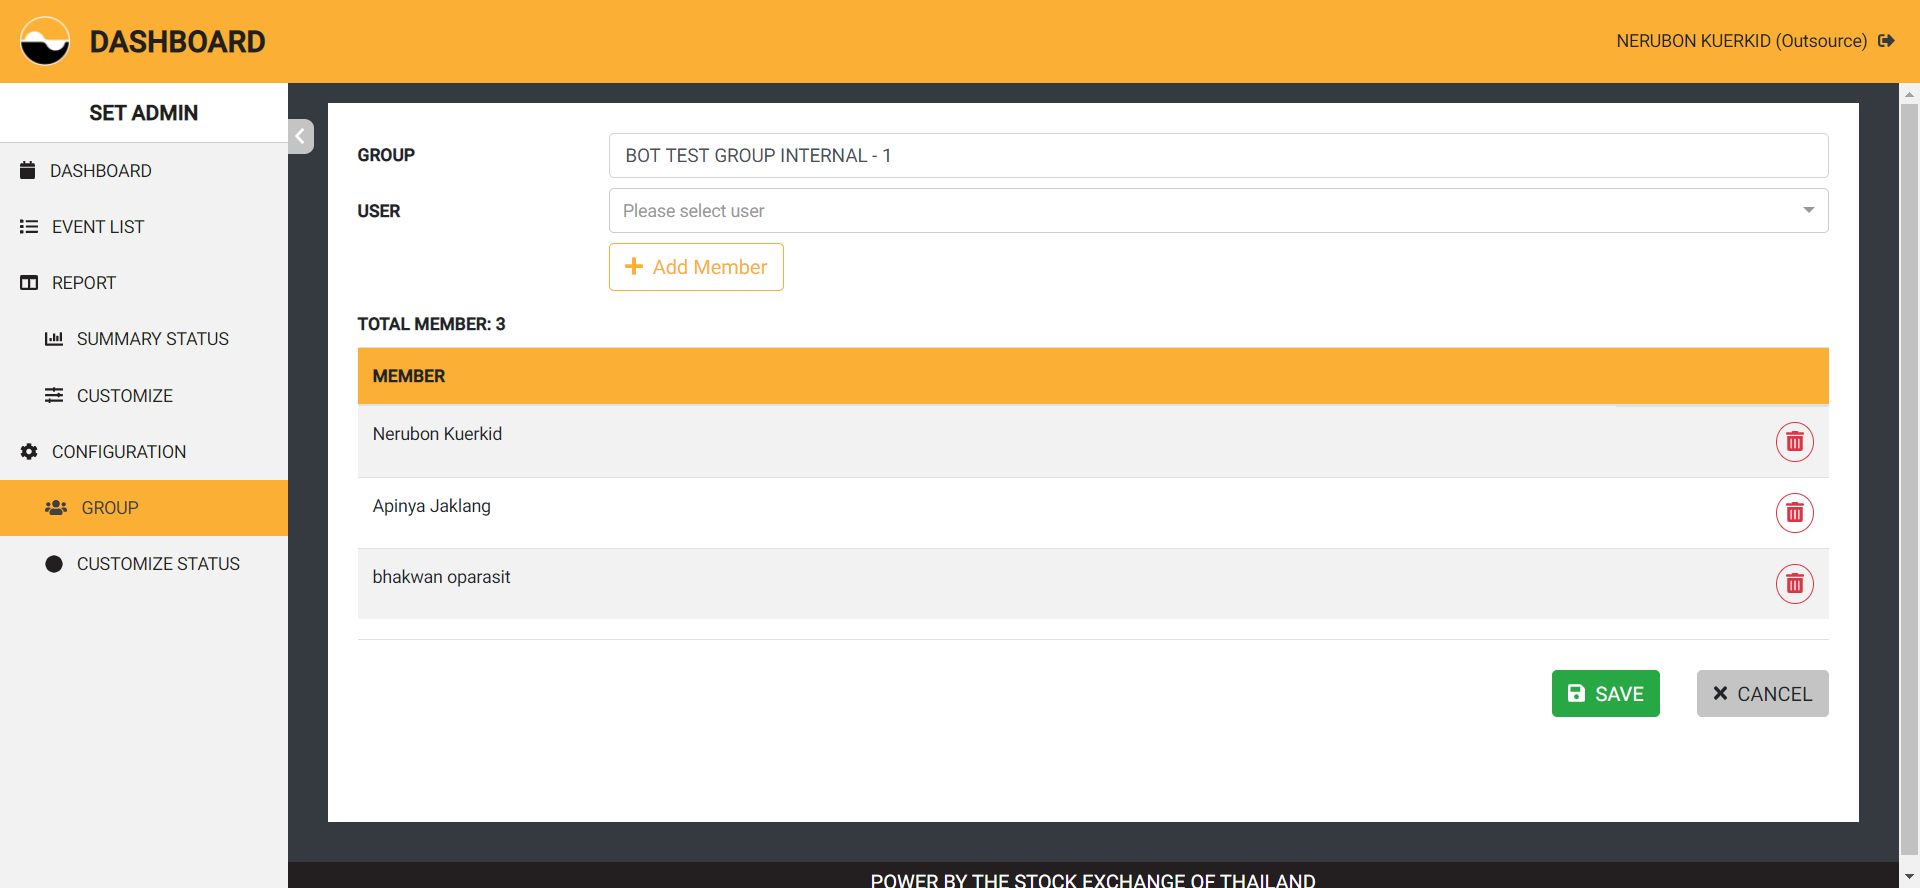 DASHBOARD
NERUBON KUERKID (Outsource)
SET ADMIN
DASHBOARD
EVENT LIST
REPORT
SUMMARY STATUS
CUSTOMIZE
CONFIGURATION
GROUP
CUSTOMIZE STATUS
GROUP
BOT TEST GROUP INTERNAL - 1
USER
Please select user
Add Member
TOTAL MEMBER: 3
MEMBER
Nerubon Kuerkid
Apinya Jaklang
bhakwan oparasit
SAVE
CANCEL
POWER BY THE STOCK EXCHANGE OF THAILAND